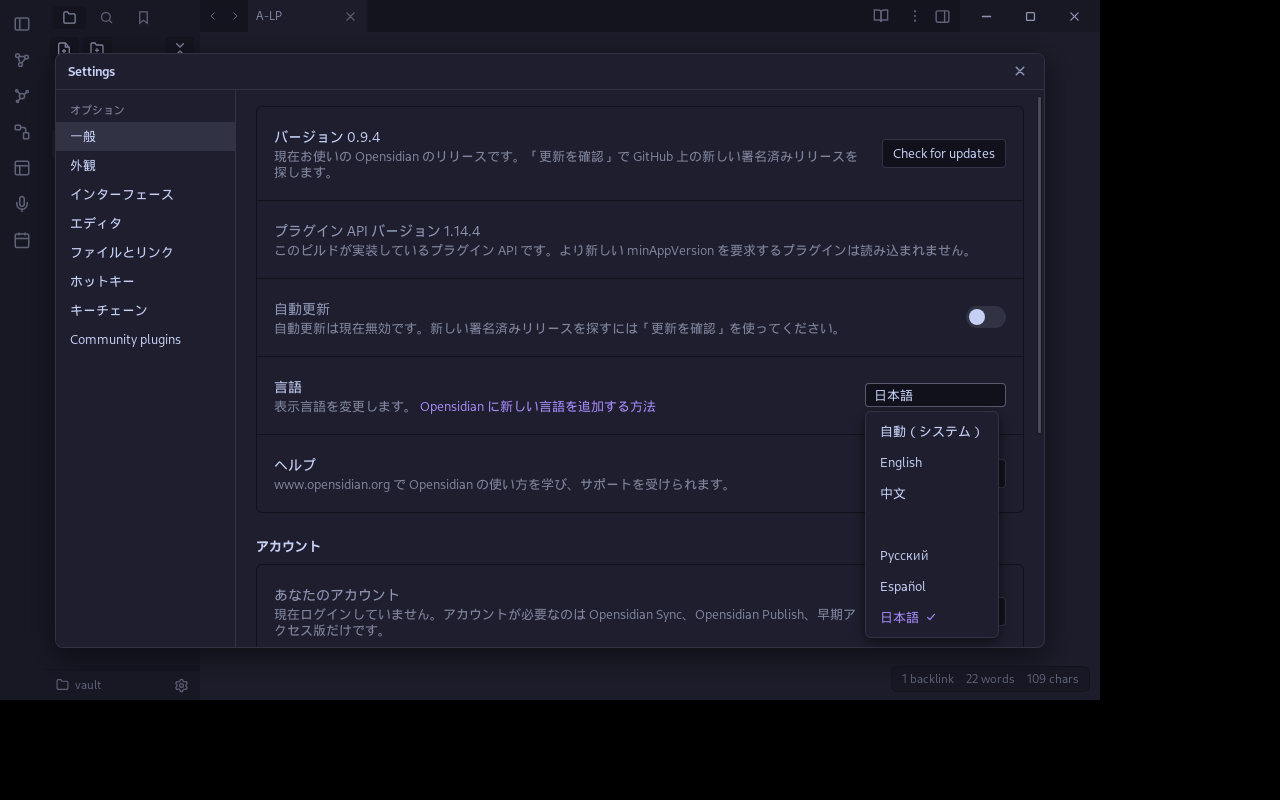 A-LP
Settings
オプション
一般
外観
インターフェース
エディタ
ファイルとリンク
ホットキー
キーチェーン
Community plugins
バージョン 0.9.4
現在お使いの Opensidian のリリースです。「更新を確認」で GitHub 上の新しい署名済みリリースを
探します。
Check for updates
プラグイン API バージョン 1.14.4
このビルドが実装しているプラグイン API です。より新しい minAppVersion を要求するプラグインは読み込まれません。
自動更新
自動更新は現在無効です。新しい署名済みリリースを探すには「更新を確認」を使ってください。
言語
表示言語を変更します。 Opensidian に新しい言語を追加する方法
日本語
自動（システム）
English
中文
Русский
Español
日本語
ヘルプ
www.opensidian.org で Opensidian の使い方を学び、サポートを受けられます。
アカウント
あなたのアカウント
現在ログインしていません。アカウントが必要なのは Opensidian Sync、Opensidian Publish、早期ア
クセス版だけです。
vault
1 backlink 22 words 109 chars